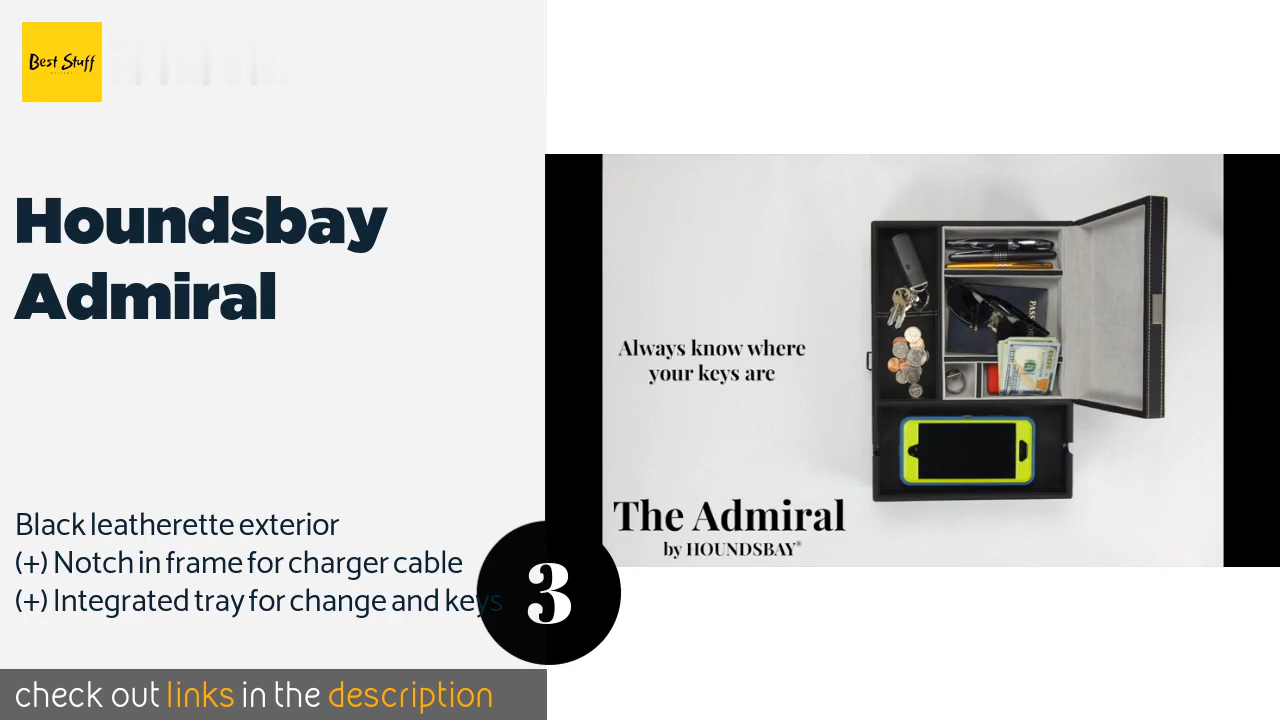 Best Stuff
Houndsbay
Admiral
Always know where
your keys are
PASSPO
The Admiral
by HOUNDSBAY®
Black leatherette exterior
(+) Notch in frame for charger cable
(+) Integrated tray for change and keys
3
check out links in the description